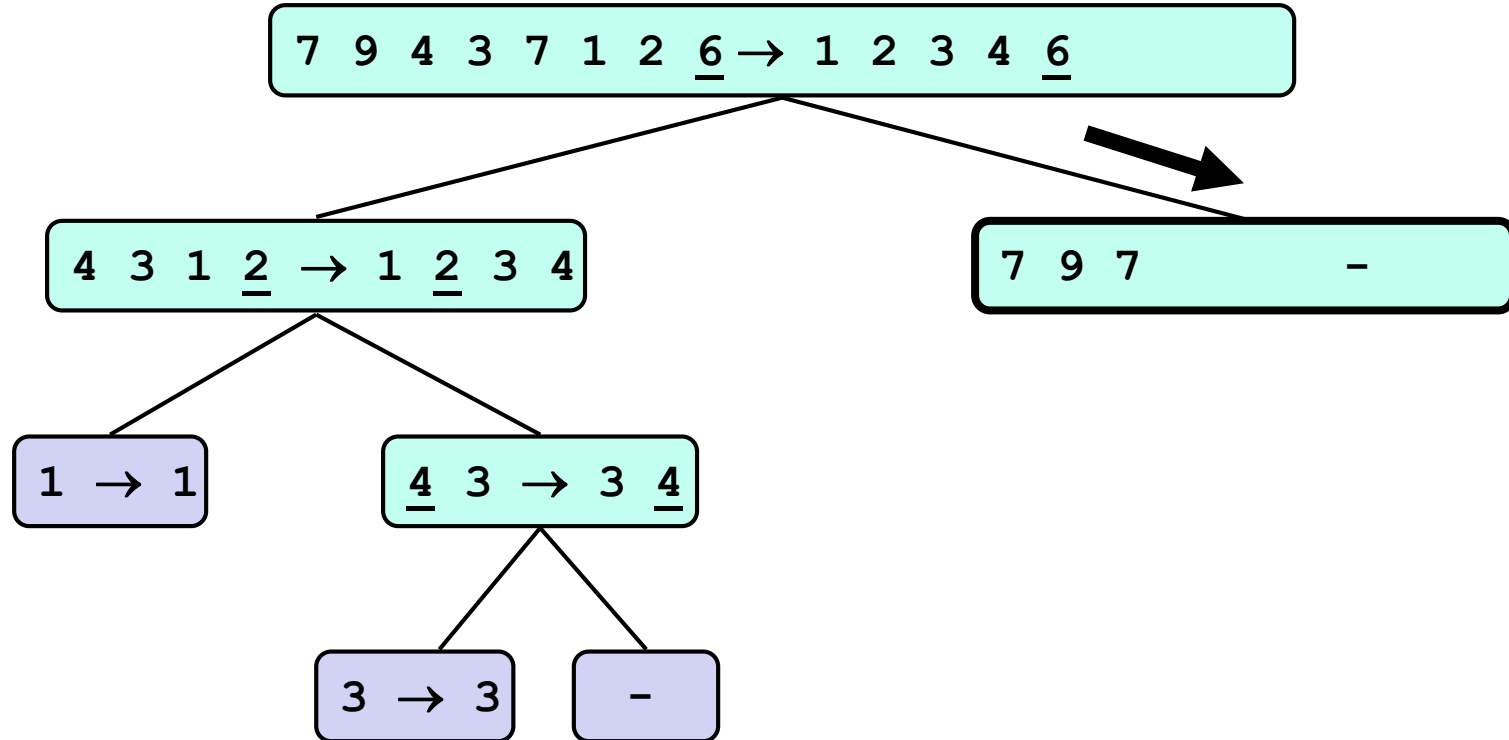 7 9 4 3 7 1 2 6 → 1 2 3 4 6
4 3 1 2 → 1 2 3 4
7 9 7 –
1 → 1
4 3 → 3 4
3 → 3
–